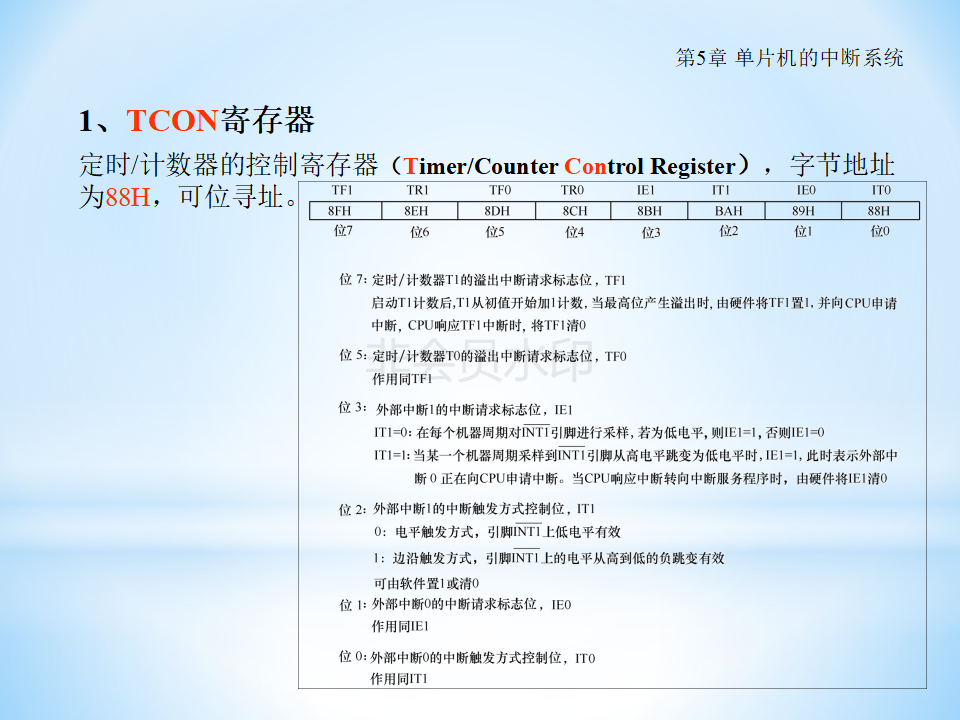 第5章 单片机的中断系统
1、TCON寄存器
定时/计数器的控制寄存器（Timer/Counter Control Register），字节地址
为88H，可位寻址。
TF1 TR1 TF0 TR0 IE1 IT1 IE0 IT0
8FH 8EH 8DH 8CH 8BH BAH 89H 88H
位7 位6 位5 位4 位3 位2 位1 位0
位 7: 定时/计数器T1的溢出中断请求标志位，TF1
启动T1计数后,T1从初值开始加1计数, 当最高位产生溢出时, 由硬件将TF1置1, 并向CPU申请
中断, CPU响应TF1中断时, 将TF1清0
非会员水印
位 5: 定时/计数器T0的溢出中断请求标志位，TF0
作用同TF1
位 3: 外部中断1的中断请求标志位，IE1
IT1=0: 在每个机器周期对INT1引脚进行采样, 若为低电平, 则IE1=1, 否则IE1=0
IT1=1: 当某一个机器周期采样到INT1引脚从高电平跳变为低电平时, IE1=1, 此时表示外部中
断 0 正在向CPU申请中断。当CPU响应中断转向中断服务程序时，由硬件将IE1清0
位 2: 外部中断1的中断触发方式控制位，IT1
0: 电平触发方式，引脚INT1上低电平有效
1: 边沿触发方式，引脚INT1上的电平从高到低的负跳变有效
可由软件置1或清0
位 1: 外部中断0的中断请求标志位，IE0
作用同IE1
位 0: 外部中断0的中断触发方式控制位，IT0
作用同IT1